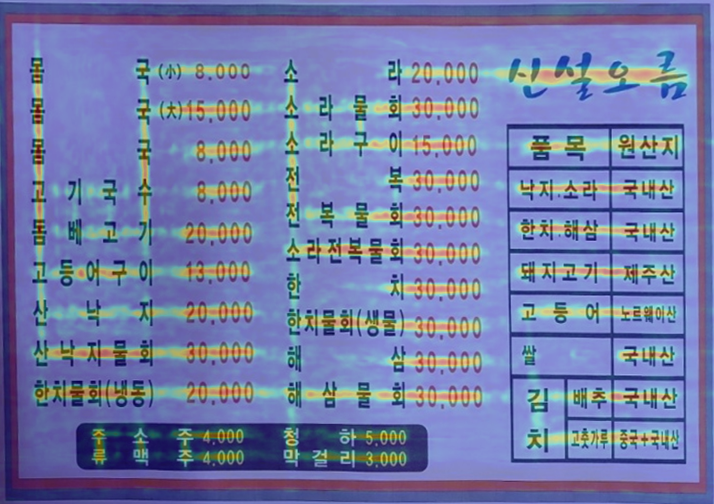 신설오름
몸국(小) 8,000
몸국(大) 15,000
몸국 8,000
고기국수 8,000
돔베고기 20,000
고등어구이 13,000
산낙지 20,000
산낙지물회 30,000
한치물회(냉동) 20,000
소라 20,000
소라물회 30,000
소라구이 15,000
전복 30,000
전복물회 30,000
소라전복물회 30,000
한치 30,000
한치물회(생물) 30,000
해삼 30,000
해삼물회 30,000
주류
소주 4,000
맥주 4,000
청하 5,000
막걸리 3,000
품목 원산지
낙지.소라 국내산
한치.해삼 국내산
돼지고기 제주산
고등어 노르웨이산
쌀 국내산
김치 배추 국내산
고춧가루 중국+국내산